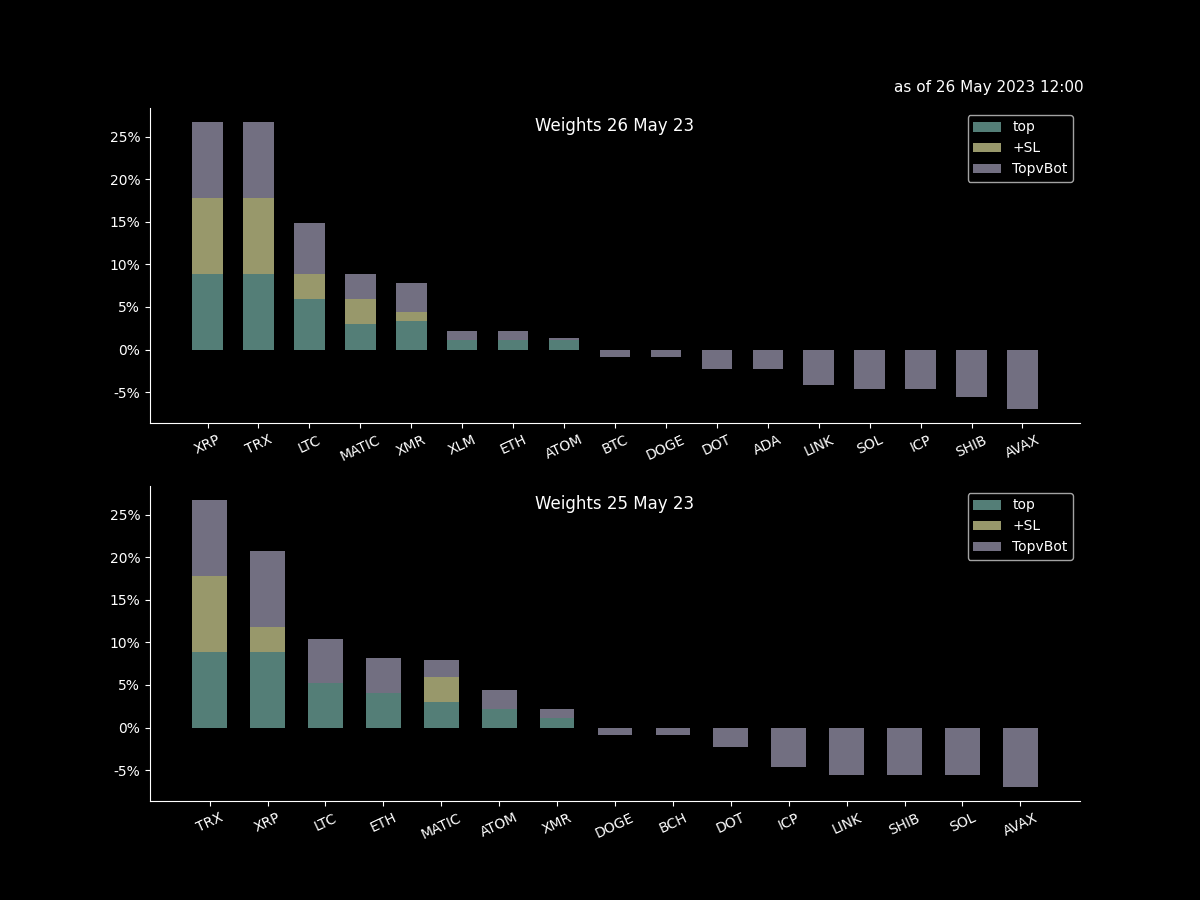 as of 26 May 2023 12:00
Weights 26 May 23
top
+SL
TopvBot
25%
20%
15%
10%
5%
0%
-5%
XRP TRX LTC MATIC XMR XLM ETH ATOM BTC DOGE DOT ADA LINK SOL ICP SHIB AVAX
Weights 25 May 23
top
+SL
TopvBot
25%
20%
15%
10%
5%
0%
-5%
TRX XRP LTC ETH MATIC ATOM XMR DOGE BCH DOT ICP LINK SHIB SOL AVAX